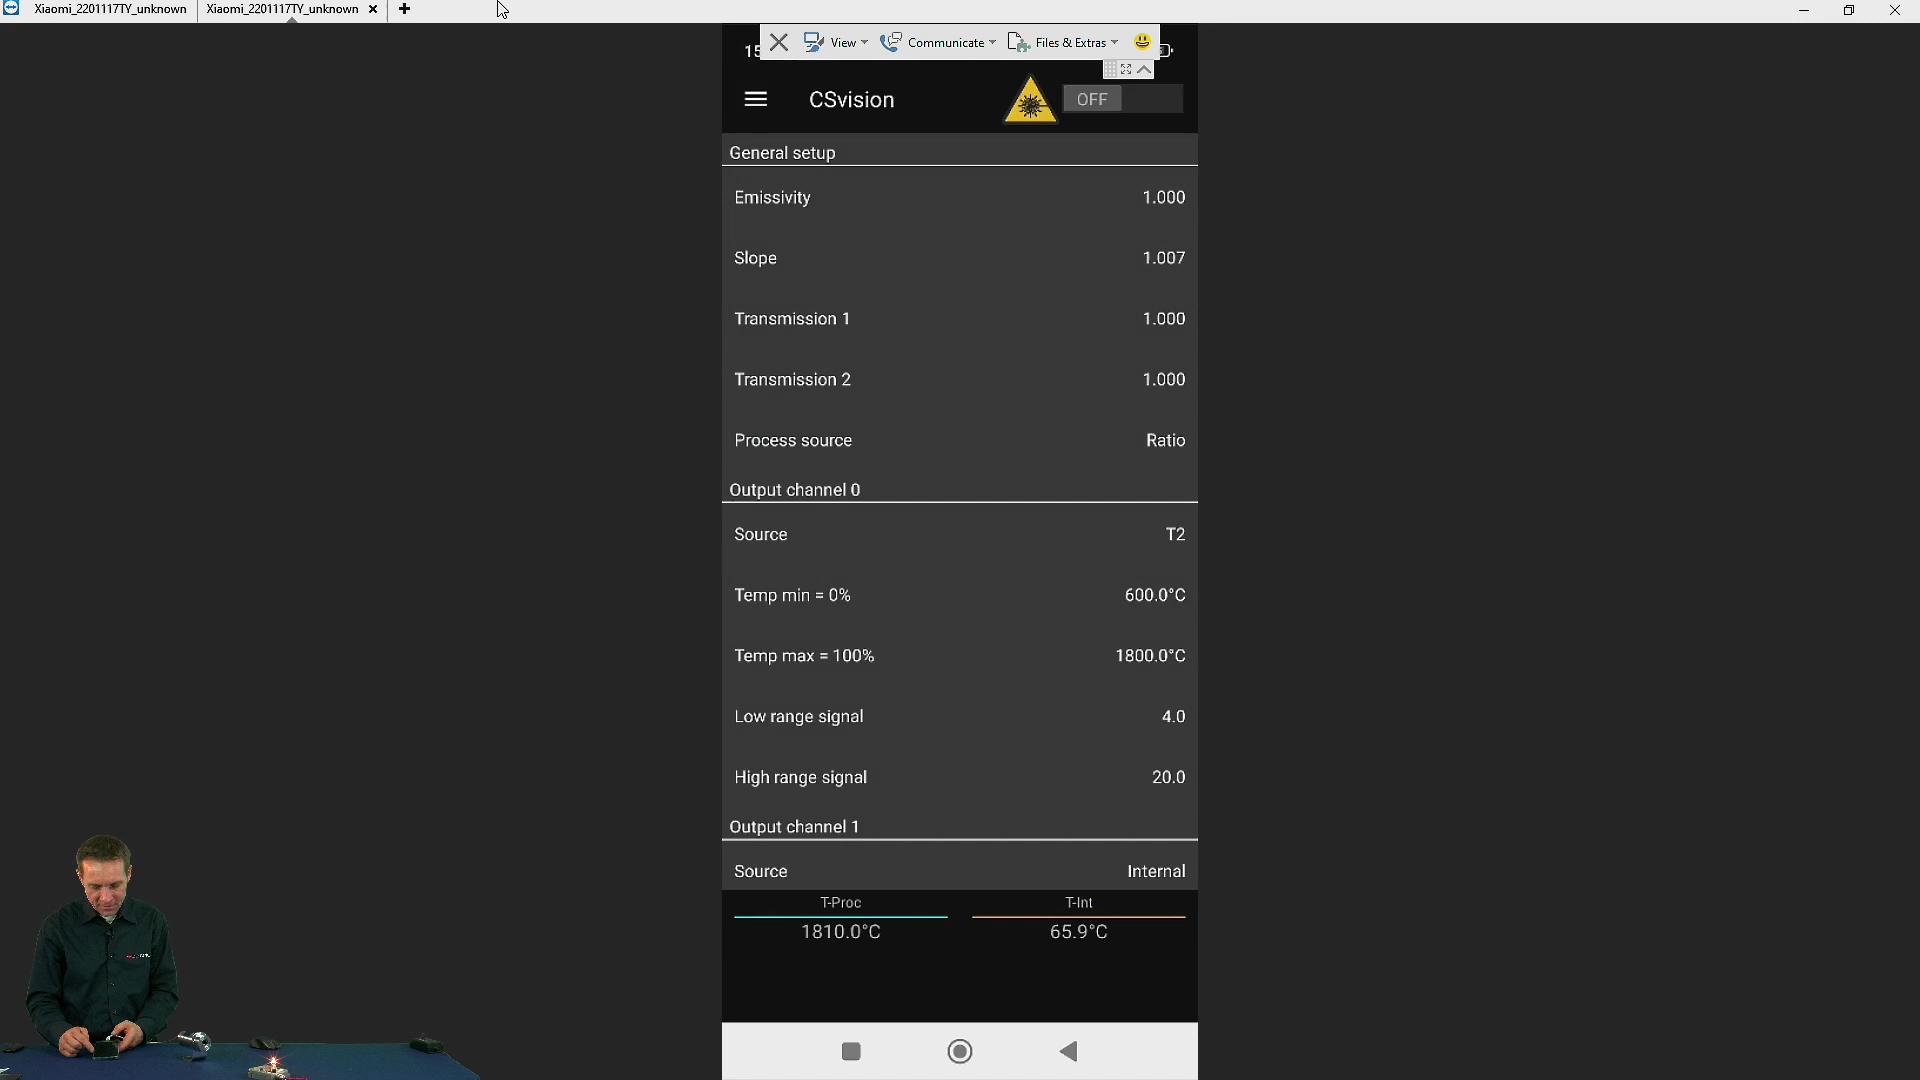 Xiaomi_2201117TY_unknown
Xiaomi_2201117TY_unknown
View
Communicate
Files & Extras
15
CSvision
OFF
General setup
Emissivity 1.000
Slope 1.007
Transmission 1 1.000
Transmission 2 1.000
Process source Ratio
Output channel 0
Source T2
Temp min = 0% 600.0°C
Temp max = 100% 1800.0°C
Low range signal 4.0
High range signal 20.0
Output channel 1
Source Internal
T-Proc T-Int
1810.0°C 65.9°C